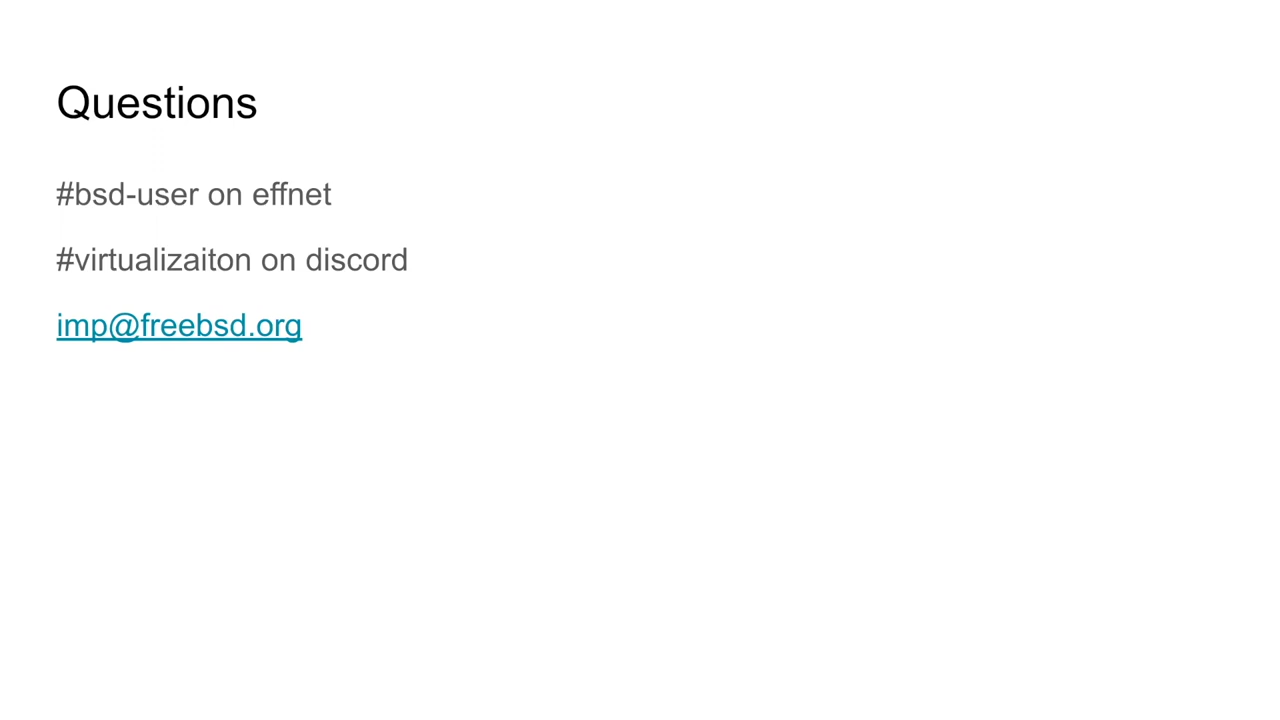 Questions
#bsd-user on effnet
#virtualizaiton on discord
imp@freebsd.org